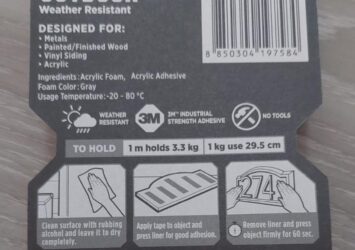 OUTDOOR
Weather Resistant
DESIGNED FOR:
• Metals
• Painted/Finished Wood
• Vinyl Siding
• Acrylic
8 850304 197584
Ingredients: Acrylic Foam, Acrylic Adhesive
Foam Color: Gray
Usage Temperature: -20 - 80 °C
WEATHER RESISTANT
3M
3M™ INDUSTRIAL STRENGTH ADHESIVE
NO TOOLS
TO HOLD
1 m holds 3.3 kg
1 kg use 29.5 cm
274
Clean surface with rubbing
alcohol and leave it to dry
completely.
Apply tape to object and
press liner for good adhesion.
Remove liner and press
object firmly for 60 sec.